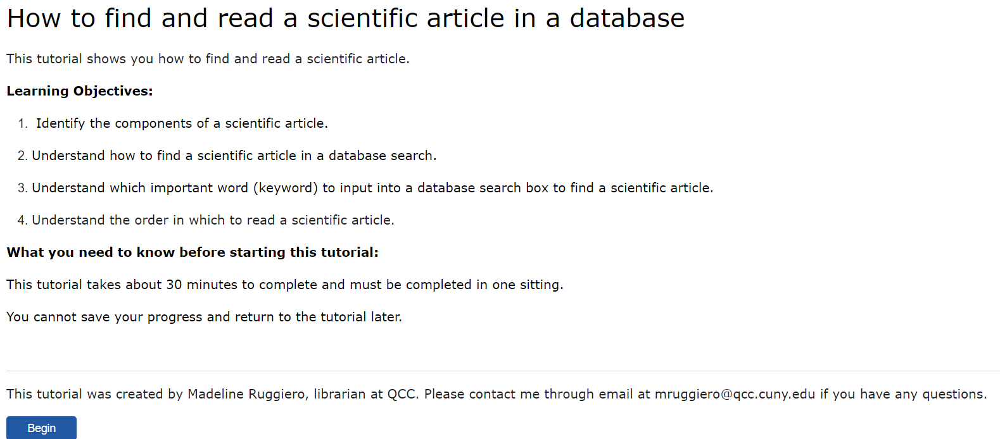 How to find and read a scientific article in a database
This tutorial shows you how to find and read a scientific article.
Learning Objectives:
1. Identify the components of a scientific article.
2. Understand how to find a scientific article in a database search.
3. Understand which important word (keyword) to input into a database search box to find a scientific article.
4. Understand the order in which to read a scientific article.
What you need to know before starting this tutorial:
This tutorial takes about 30 minutes to complete and must be completed in one sitting.
You cannot save your progress and return to the tutorial later.
This tutorial was created by Madeline Ruggiero, librarian at QCC. Please contact me through email at mruggiero@qcc.cuny.edu if you have any questions.
Begin